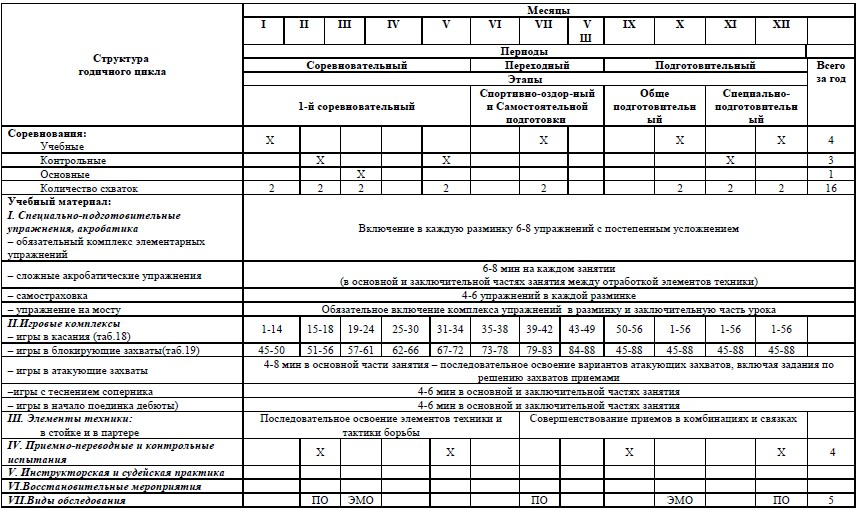 Структура
годичного цикла
Месяцы
I II III IV V VI VII V IX X XI XII
Ш
Периоды
Соревновательный Переходный Подготовительный Всего
за год
Этапы
1-й соревновательный
Спортивно-оздор-ный
и Самостоятельной
подготовки
Обще
подготовительн
ый
Специально-
подготовительн
ый
Соревнования:
Учебные X X X X 4
Контрольные X X X 3
Основные X 1
Количество схваток 2 2 2 2 2 2 2 2 16
Учебный материал:
I. Специально-подготовительные
упражнения, акробатика
– обязательный комплекс элементарных
упражнений
Включение в каждую разминку 6-8 упражнений с постепенным усложнением
– сложные акробатические упражнения
6-8 мин на каждом занятии
(в основной и заключительной частях занятия между отработкой элементов техники)
– самостраховка 4-6 упражнений в каждой разминке
– упражнение на мосту Обязательное включение комплекса упражнений в разминку и заключительную часть урока
II.Игровые комплексы
– игры в касания (таб.18) 1-14 15-18 19-24 25-30 31-34 35-38 39-42 43-49 50-56 1-56 1-56 1-56
– игры в блокирующие захваты(таб.19) 45-50 51-56 57-61 62-66 67-72 73-78 79-83 84-88 45-88 45-88 45-88 45-88
– игры в атакующие захваты
4-8 мин в основной части занятия – последовательное освоение вариантов атакующих захватов, включая задания по
решению захватов приемами
–игры с теснением соперника 4-6 мин в основной и заключительной частях занятия
– игры в начало поединка дебюты) 4-6 мин в основной и заключительной частях занятия
III. Элементы техники:
в стойке и в партере
Последовательное освоение элементов техники и
тактики борьбы
Совершенствование приемов в комбинациях и связках
IV. Приемно-переводные и контрольные
испытания X X X X 4
V. Инструкторская и судейская практика
VI.Восстановительные мероприятия
VII.Виды обследования ПО ЭМО ПО ЭМО ПО 5